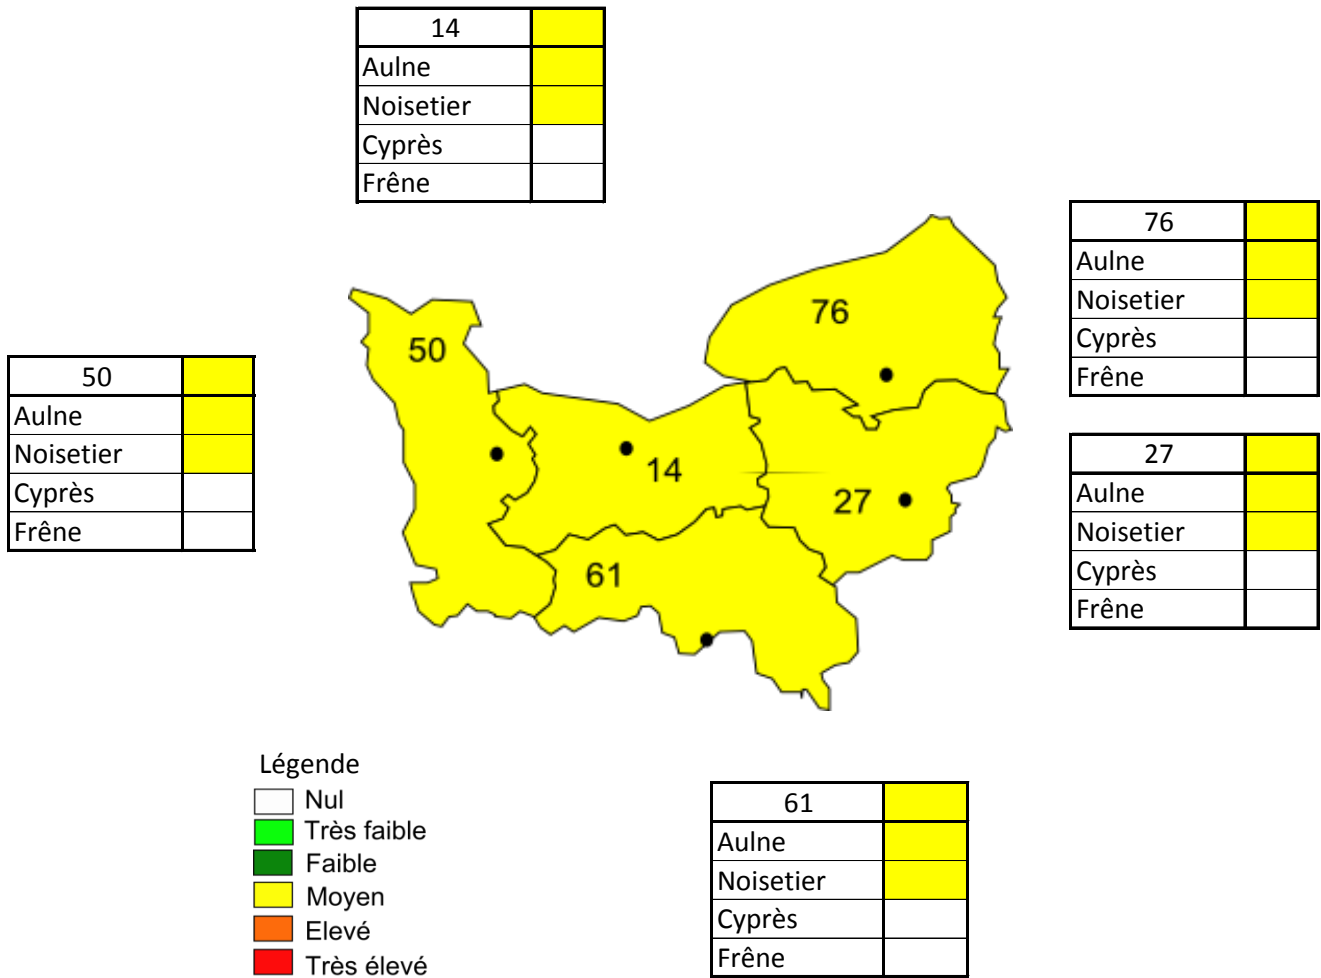 14
Aulne
Noisetier
Cyprès
Frêne
76
Aulne
Noisetier
Cyprès
Frêne
76
50
50
Aulne
Noisetier
Cyprès
Frêne
14
27
27
Aulne
Noisetier
Cyprès
Frêne
61
Légende
Nul
Très faible
Faible
Moyen
Elevé
Très élevé
61
Aulne
Noisetier
Cyprès
Frêne